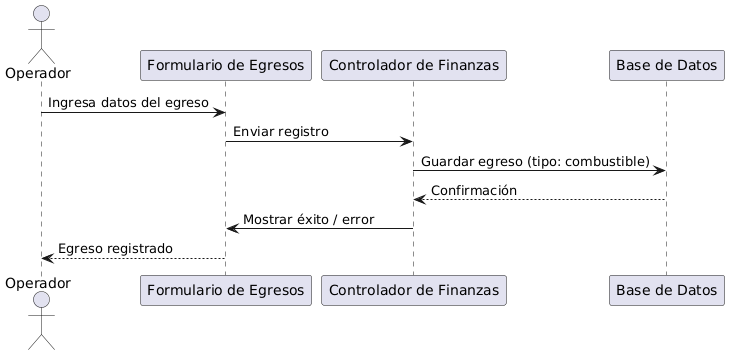 Operador
Formulario de Egresos
Controlador de Finanzas
Base de Datos
Ingresa datos del egreso
Enviar registro
Guardar egreso (tipo: combustible)
Confirmación
Mostrar éxito / error
Egreso registrado
Operador
Formulario de Egresos
Controlador de Finanzas
Base de Datos